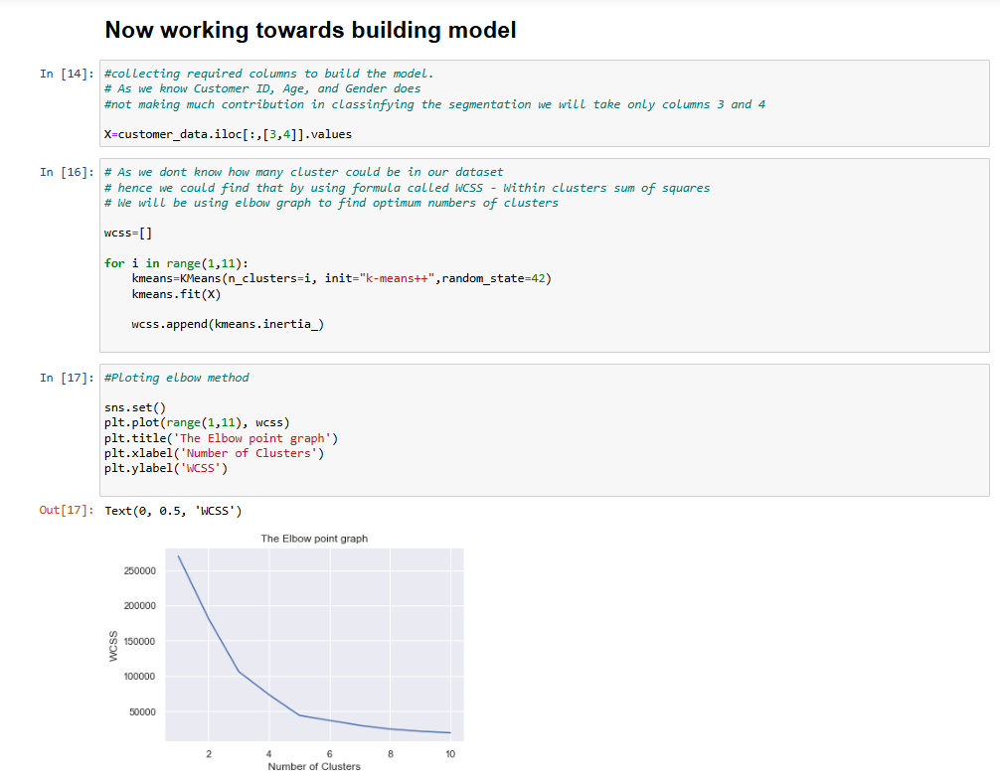 Now working towards building model
In [14]: #collecting required columns to build the model.
# As we know Customer ID, Age, and Gender does
#not making much contribution in classinfying the segmentation we will take only columns 3 and 4
X=customer_data.iloc[:,[3,4]].values
In [16]: # As we dont know how many cluster could be in our dataset
# hence we could find that by using formula called WCSS - Within clusters sum of squares
# We will be using elbow graph to find optimum numbers of clusters
wcss=[]
for i in range(1,11):
kmeans=KMeans(n_clusters=i, init="k-means++",random_state=42)
kmeans.fit(X)
wcss.append(kmeans.inertia_)
In [17]: #Ploting elbow method
sns.set()
plt.plot(range(1,11), wcss)
plt.title('The Elbow point graph')
plt.xlabel('Number of Clusters')
plt.ylabel('WCSS')
Out[17]: Text(0, 0.5, 'WCSS')
The Elbow point graph
250000
200000
150000
100000
50000
WCSS
2 4 6 8 10
Number of Clusters